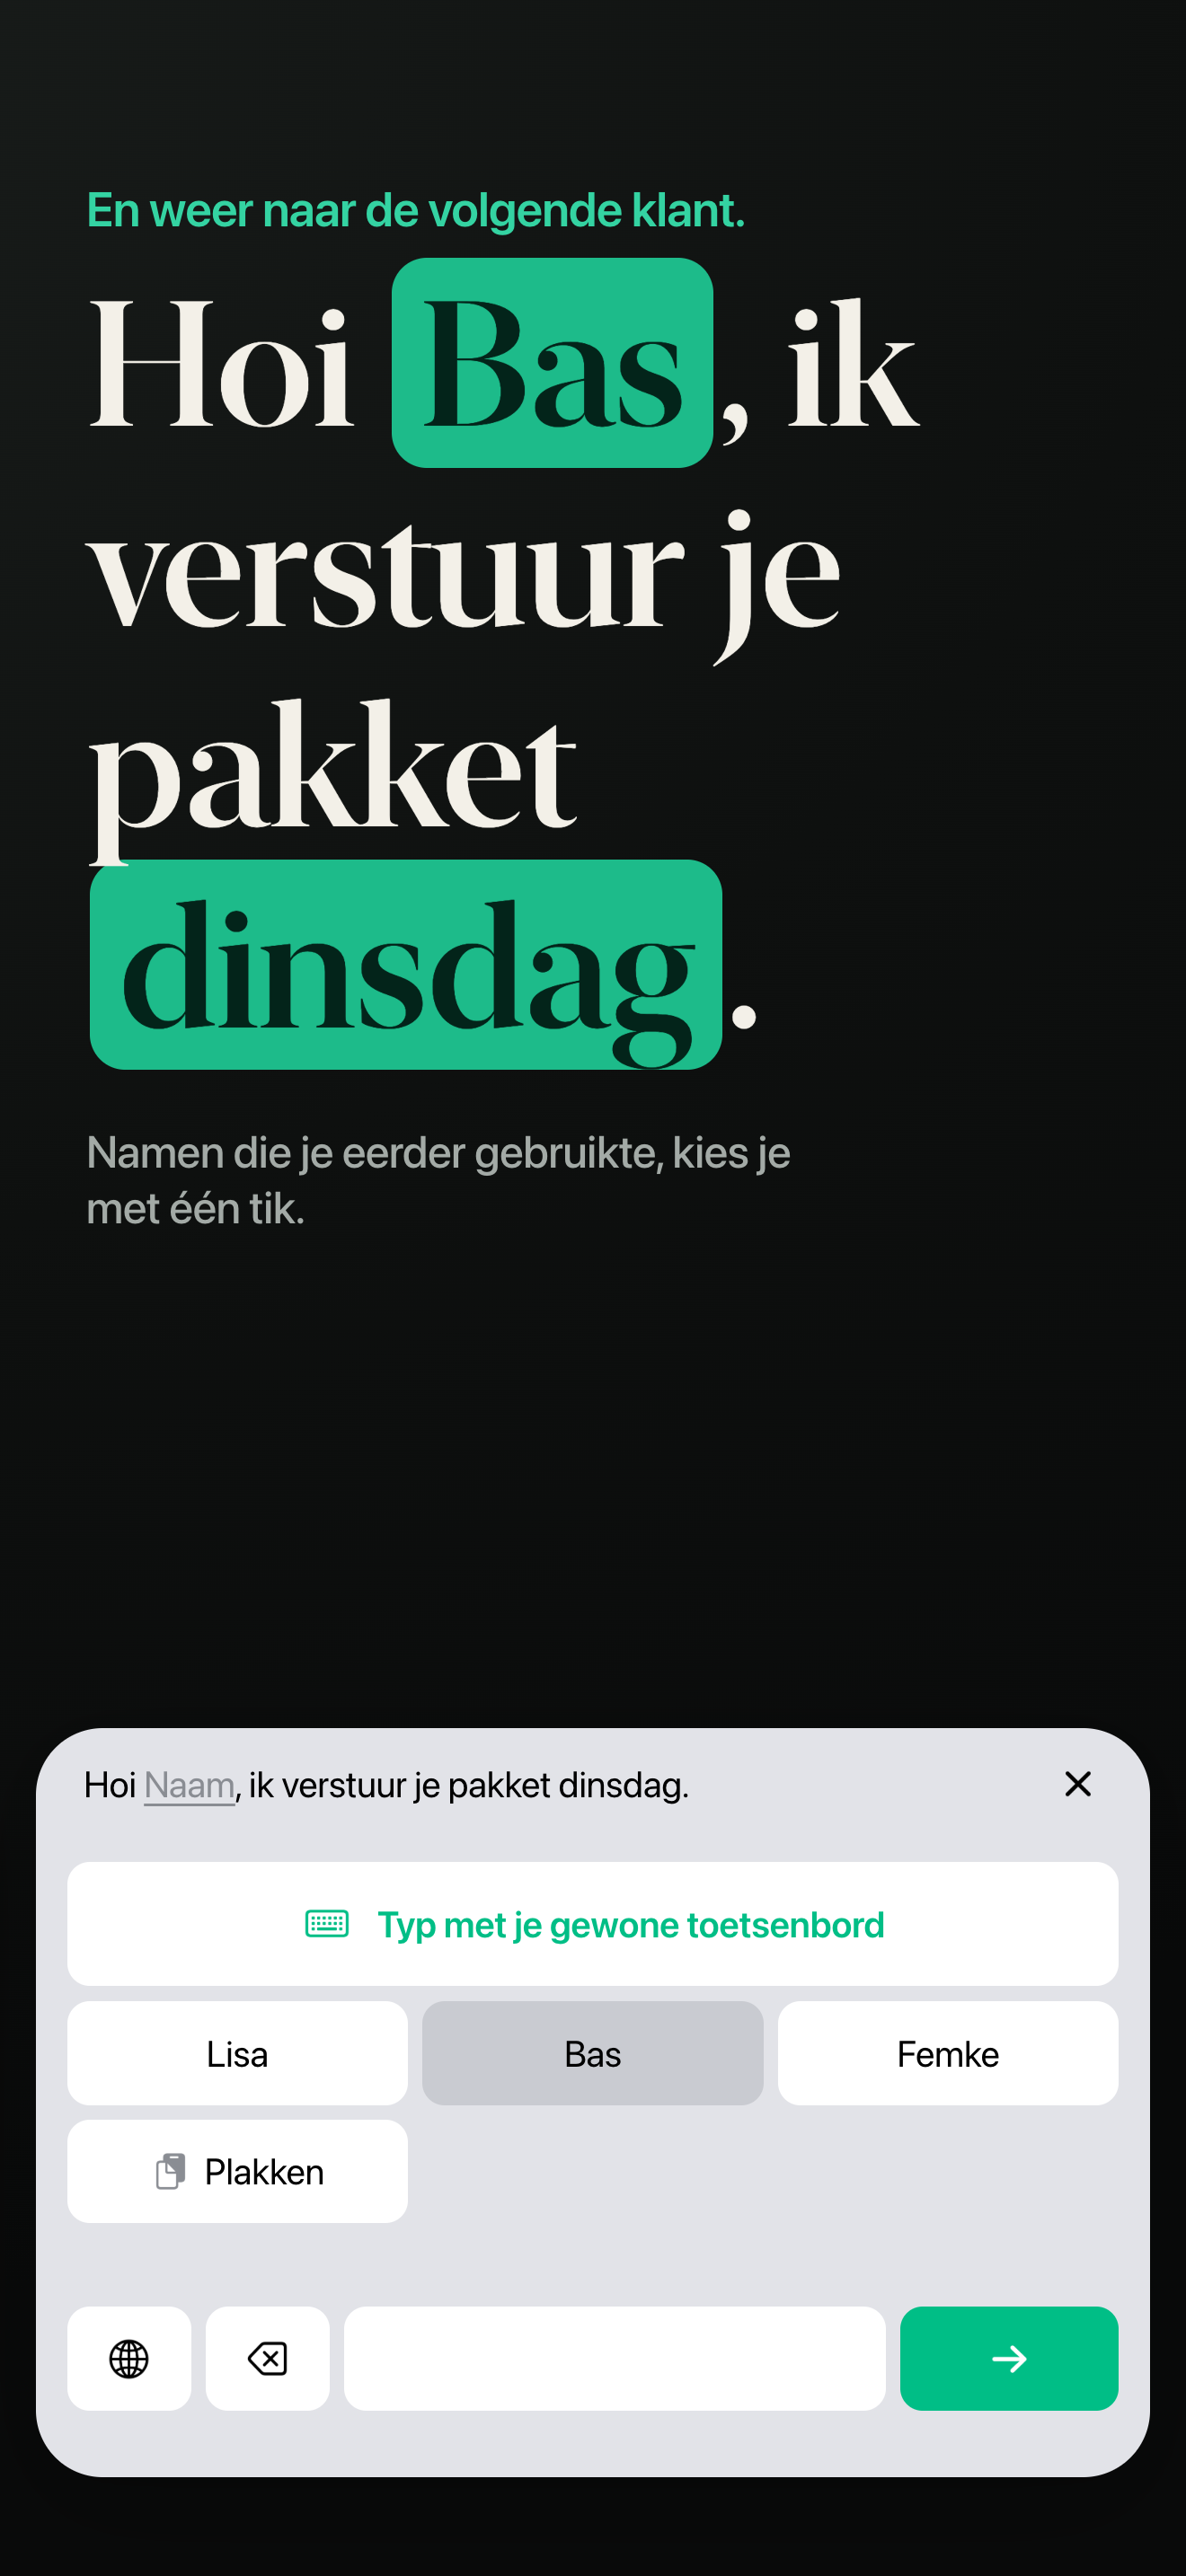 En weer naar de volgende klant.
Hoi Bas, ik
verstuur je
pakket
dinsdag.
Namen die je eerder gebruikte, kies je
met één tik.
Hoi Naam, ik verstuur je pakket dinsdag.
Typ met je gewone toetsenbord
Lisa Bas Femke
Plakken